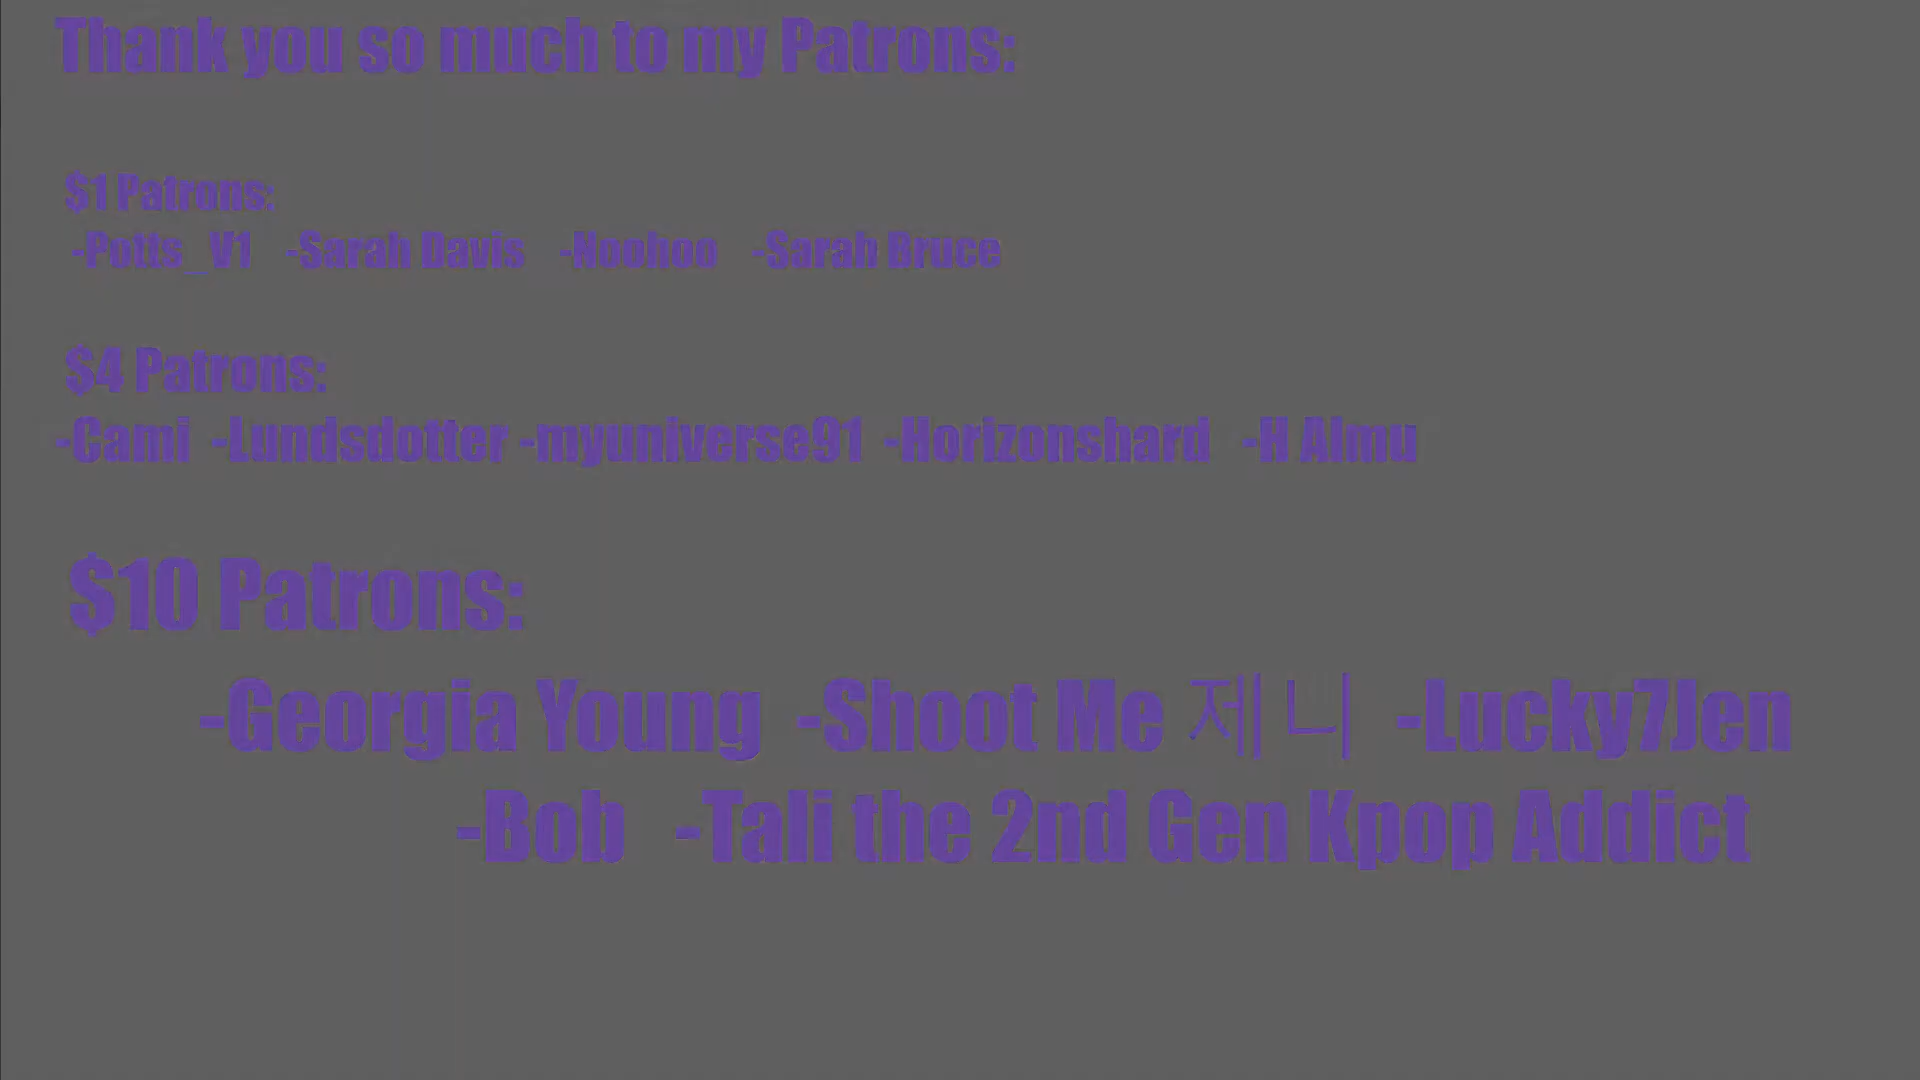 Thank you so much to my Patrons:
$1 Patrons:
-Potts_V1 -Sarah Davis -Noohoo -Sarah Bruce
$4 Patrons:
-Cami -Lundsdotter -myuniverse91 -Horizonshard -H Almu
$10 Patrons:
-Georgia Young -Shoot Me 제니 -Lucky7Jen
-Bob -Tali the 2nd Gen Kpop Addict